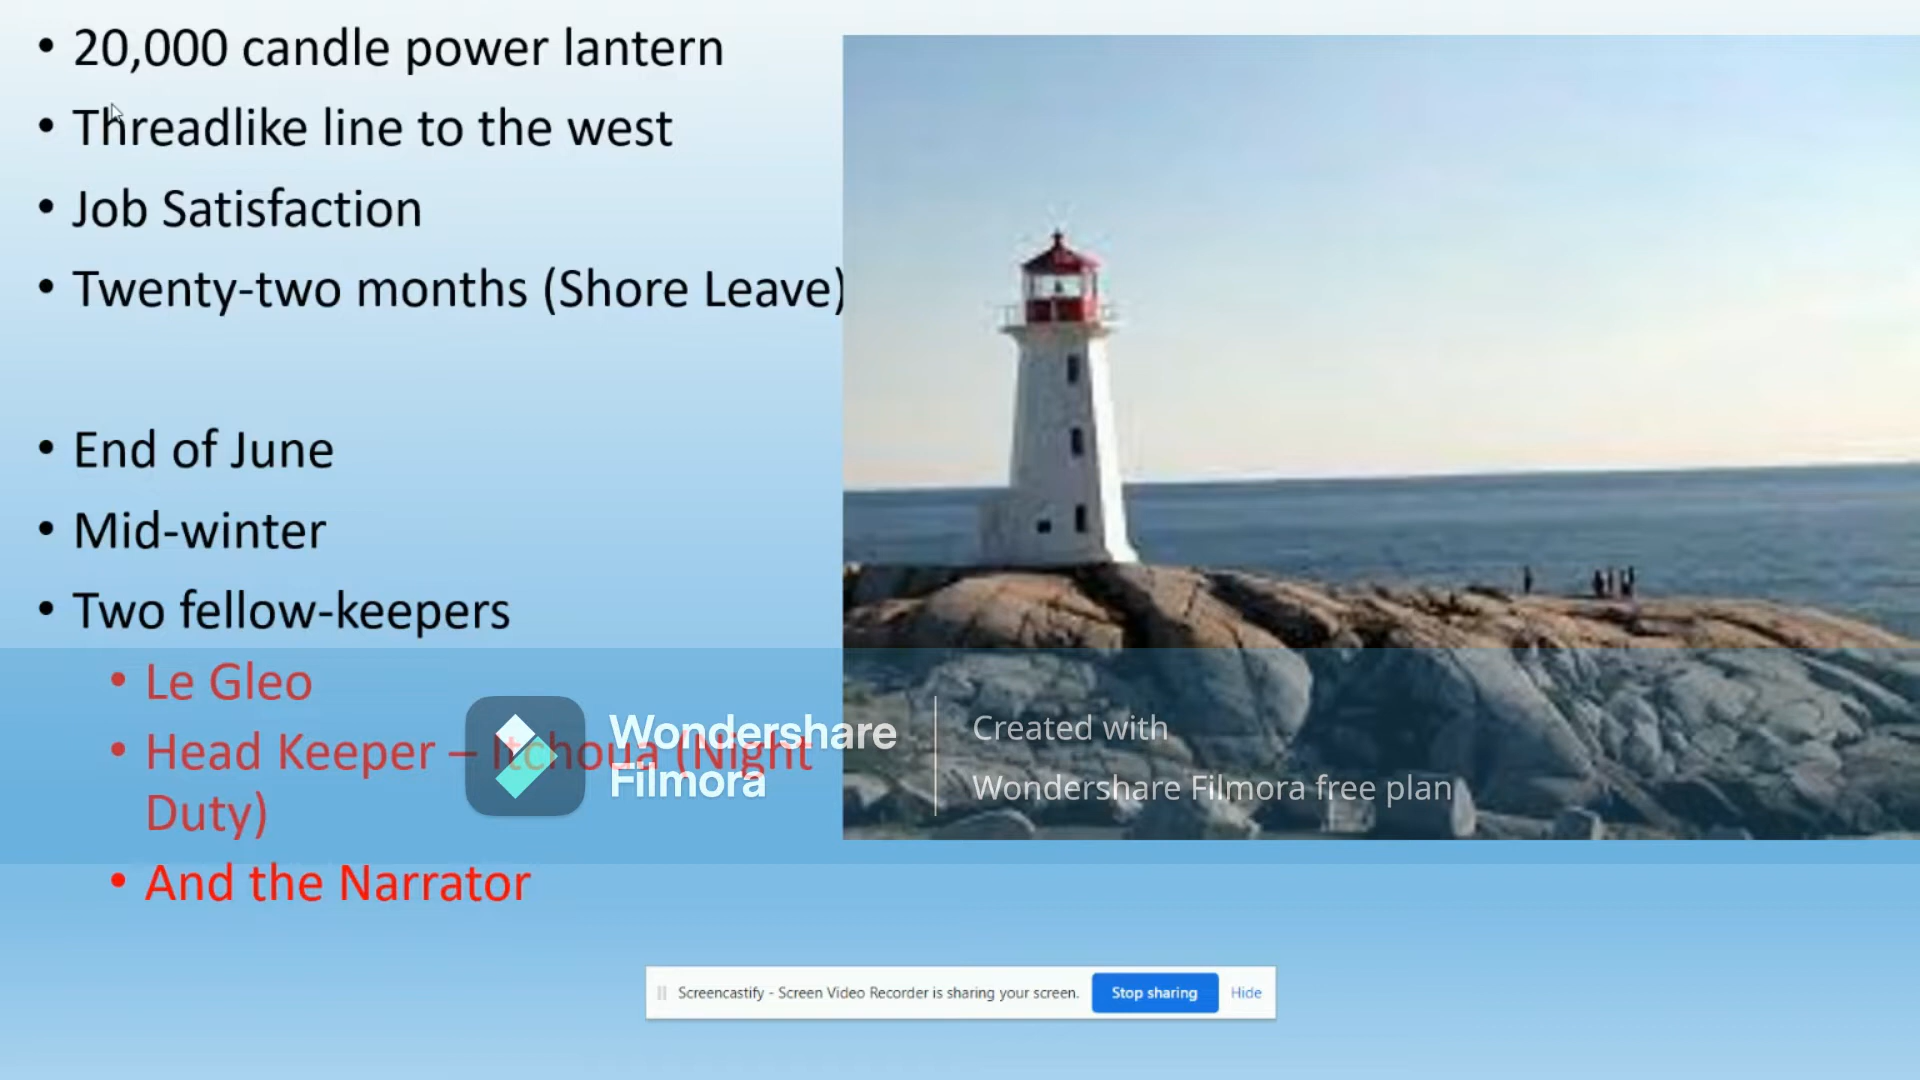 • 20,000 candle power lantern
• Threadlike line to the west
• Job Satisfaction
• Twenty-two months (Shore Leave)
• End of June
• Mid-winter
• Two fellow-keepers
• Le Gleo
• Head Keeper – Itchoua (Night
Duty)
• And the Narrator
Wondershare
Filmora
Created with
Wondershare Filmora free plan
Screencastify - Screen Video Recorder is sharing your screen. Stop sharing Hide